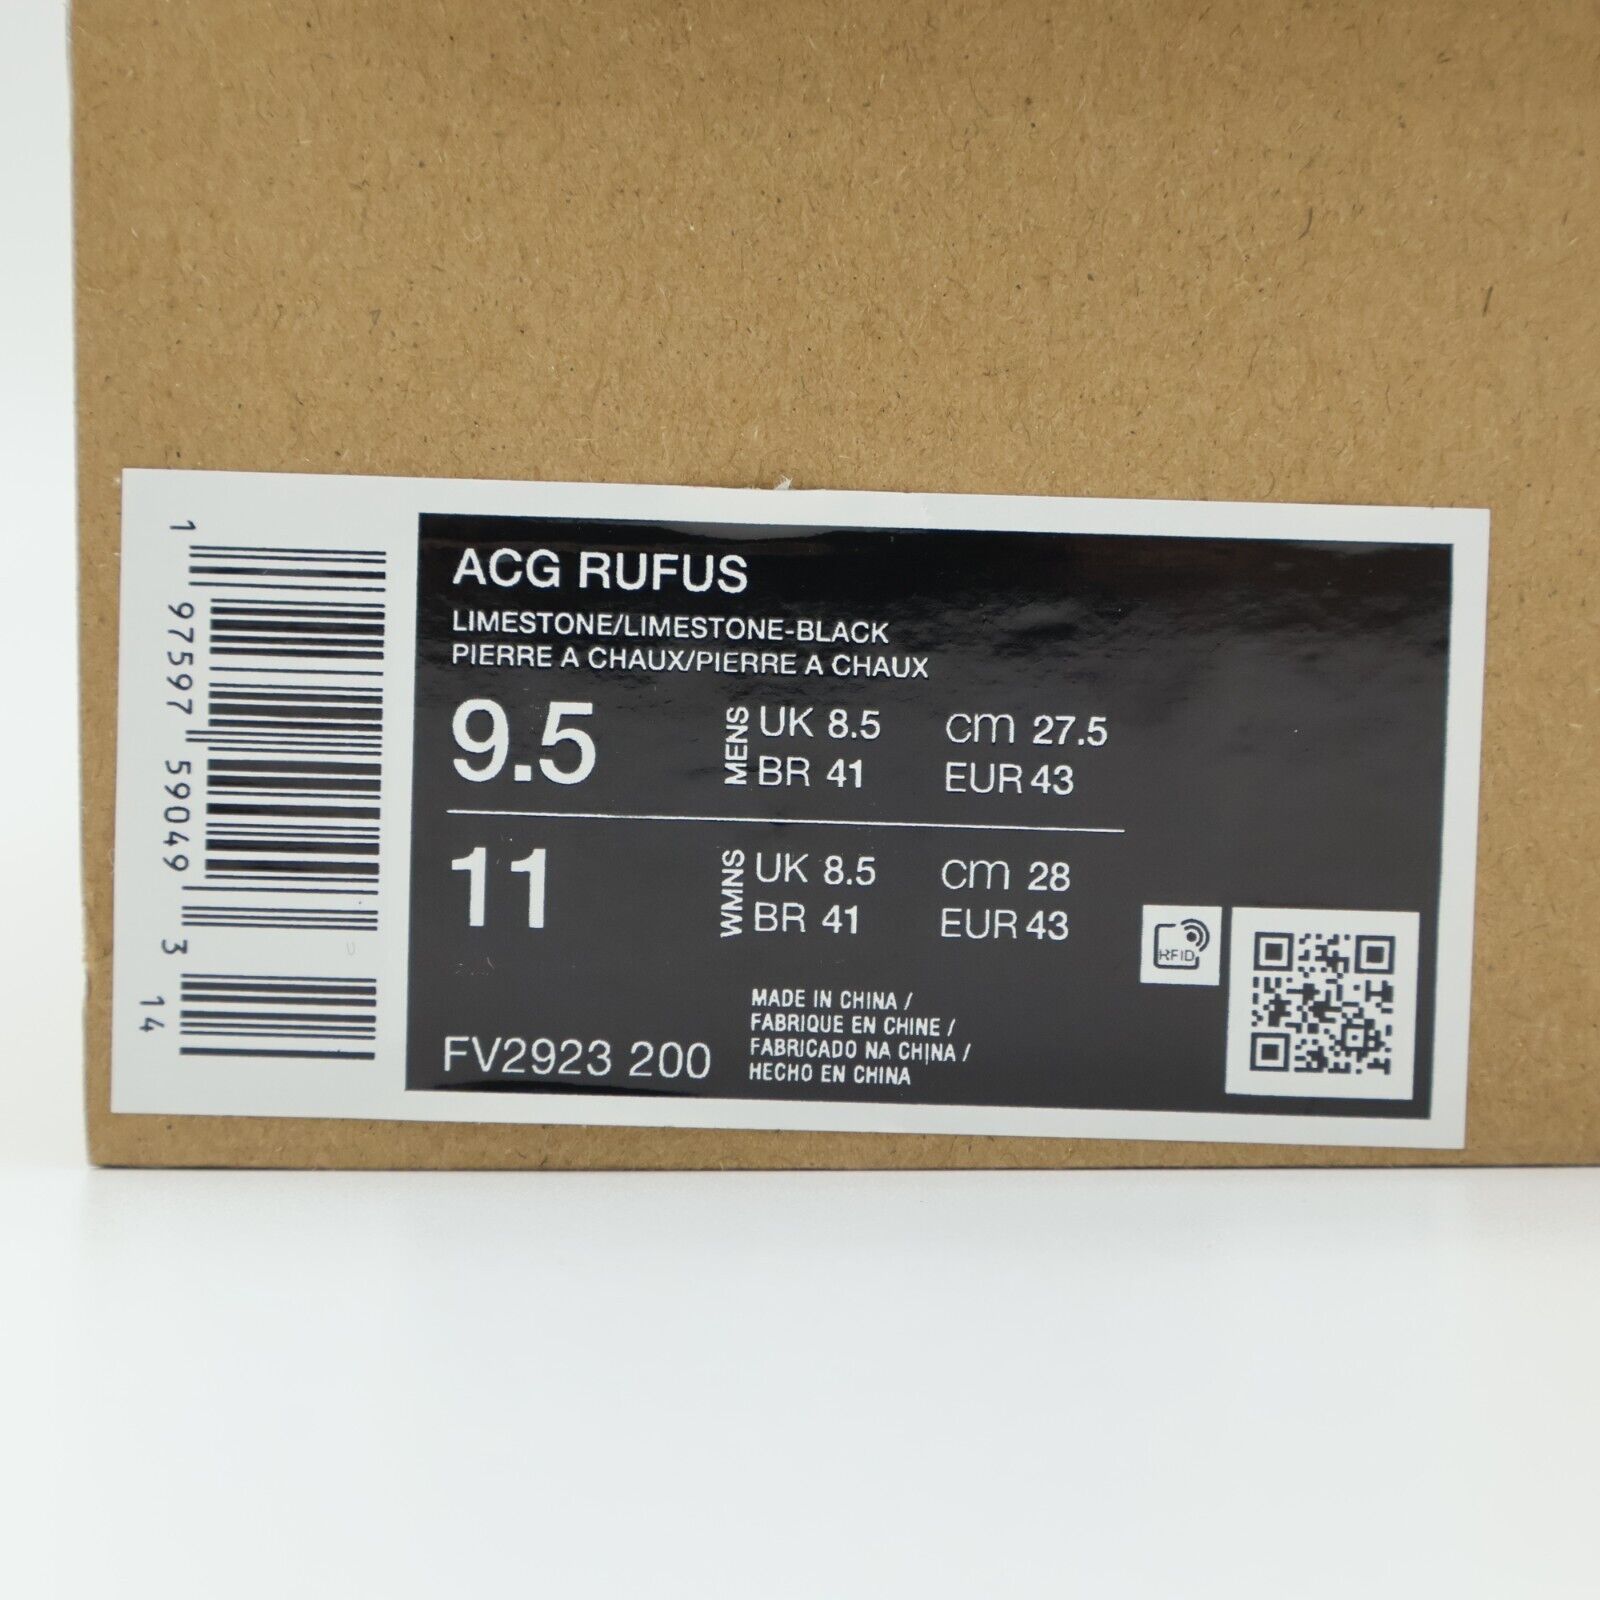 ACG RUFUS
LIMESTONE/LIMESTONE-BLACK
PIERRE A CHAUX/PIERRE A CHAUX
9.5
MENS
UK 8.5 cm 27.5
BR 41 EUR 43
11
WMNS
UK 8.5 cm 28
BR 41 EUR 43
FV2923 200
MADE IN CHINA /
FABRIQUE EN CHINE /
FABRICADO NA CHINA /
HECHO EN CHINA
RFID
1 97597 59049 3
14